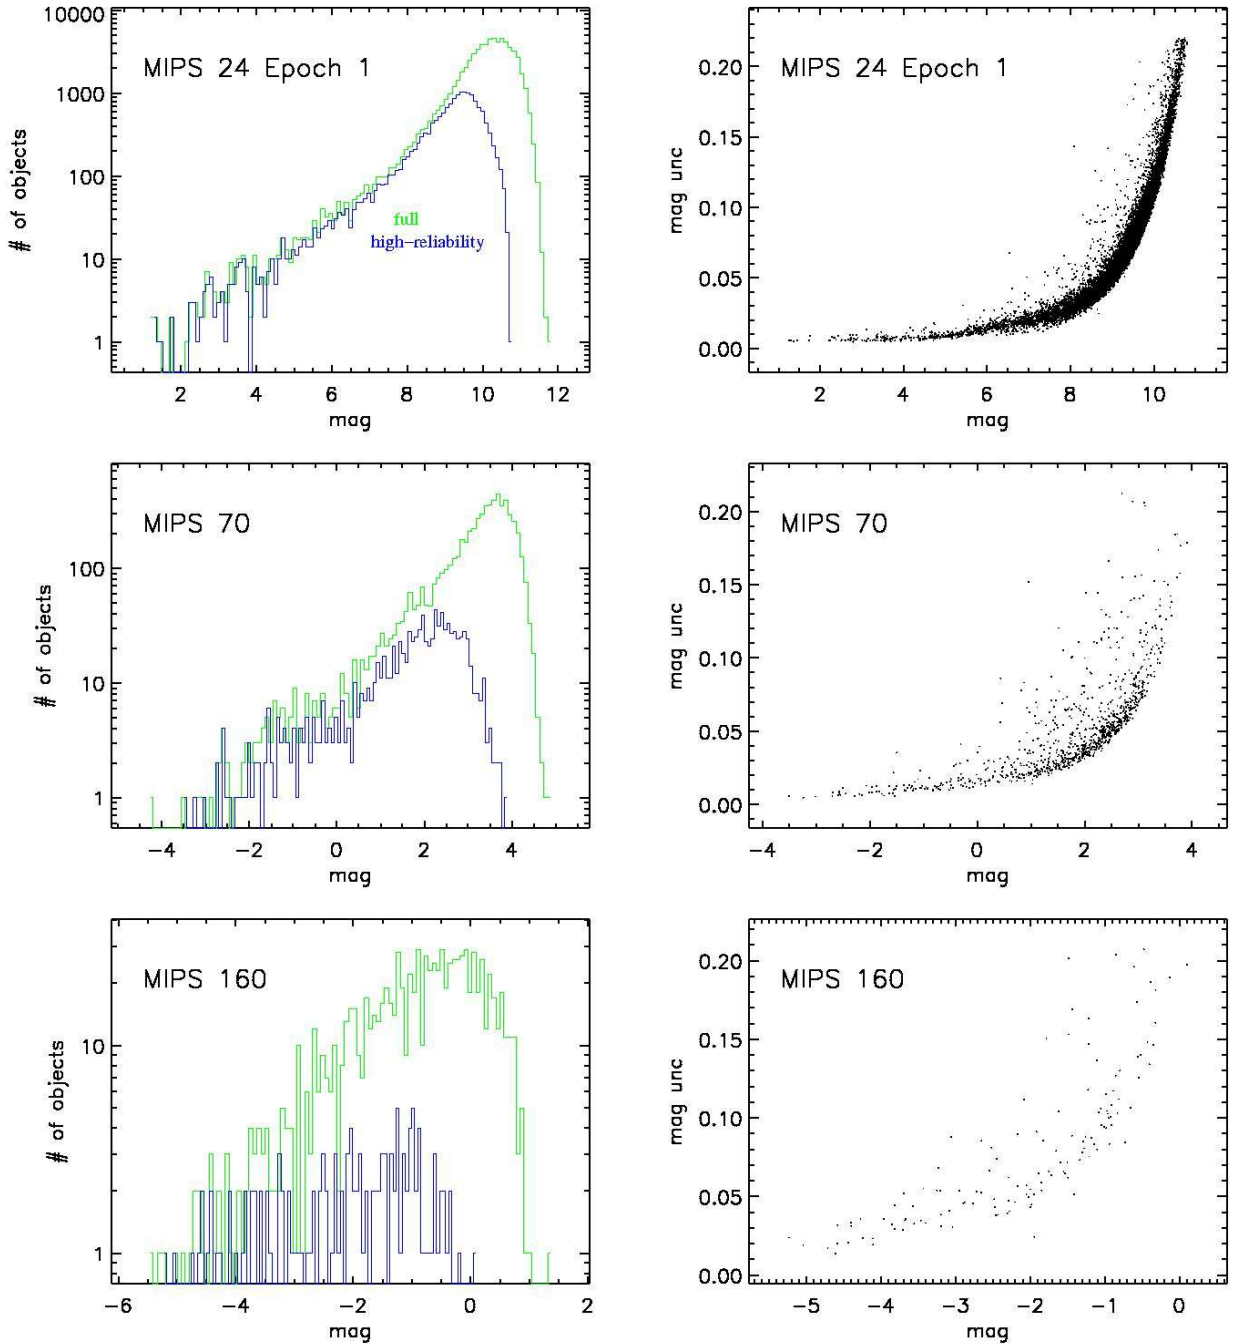 10000
1000
100
10
1
# of objects
MIPS 24 Epoch 1
full
high-reliability
2 4 6 8 10 12
mag
0.20
0.15
0.10
0.05
0.00
mag unc
MIPS 24 Epoch 1
2 4 6 8 10
mag
100
10
1
# of objects
MIPS 70
-4 -2 0 2 4
mag
0.20
0.15
0.10
0.05
0.00
mag unc
MIPS 70
-4 -2 0 2 4
mag
10
1
# of objects
MIPS 160
-6 -4 -2 0 2
mag
0.20
0.15
0.10
0.05
0.00
mag unc
MIPS 160
-5 -4 -3 -2 -1 0
mag